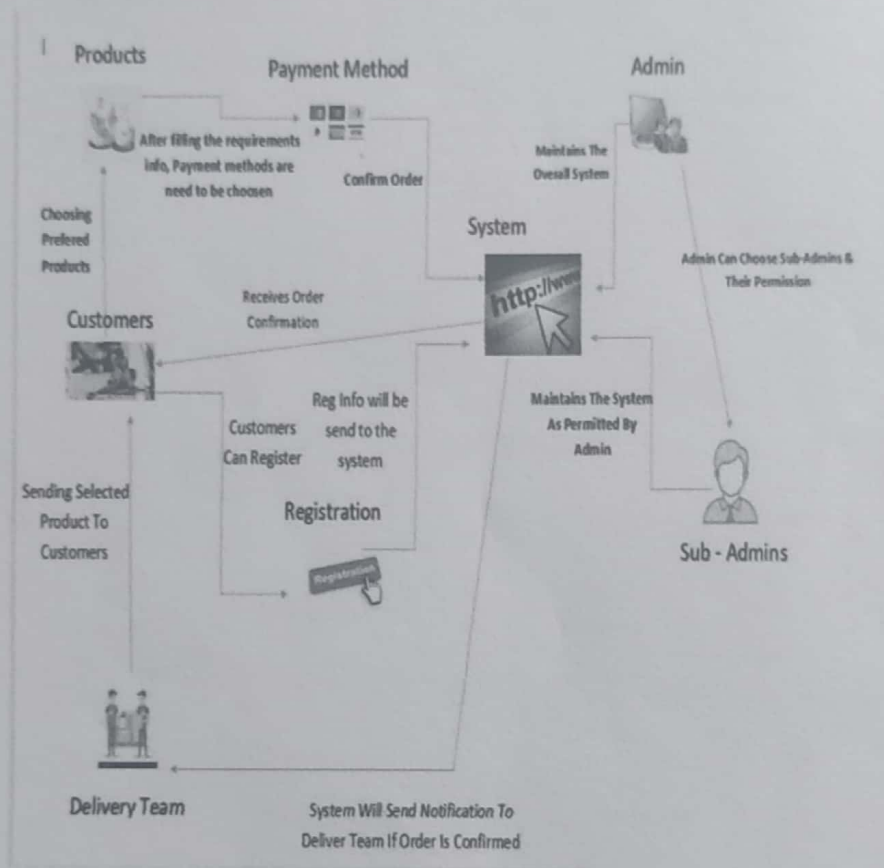 Products
Payment Method
Admin
After filling the requirements
info, Payment methods are
need to be choosen
Confirm Order
Maintains The
Overall System
Choosing
Prefered
Products
System
http://www
Admin Can Choose Sub-Admins &
Their Permission
Receives Order
Confirmation
Customers
Customers
Can Register
Reg Info will be
send to the
system
Maintains The System
As Permitted By
Admin
Sending Selected
Product To
Customers
Registration
Registration
Sub - Admins
Delivery Team
System Will Send Notification To
Deliver Team If Order Is Confirmed